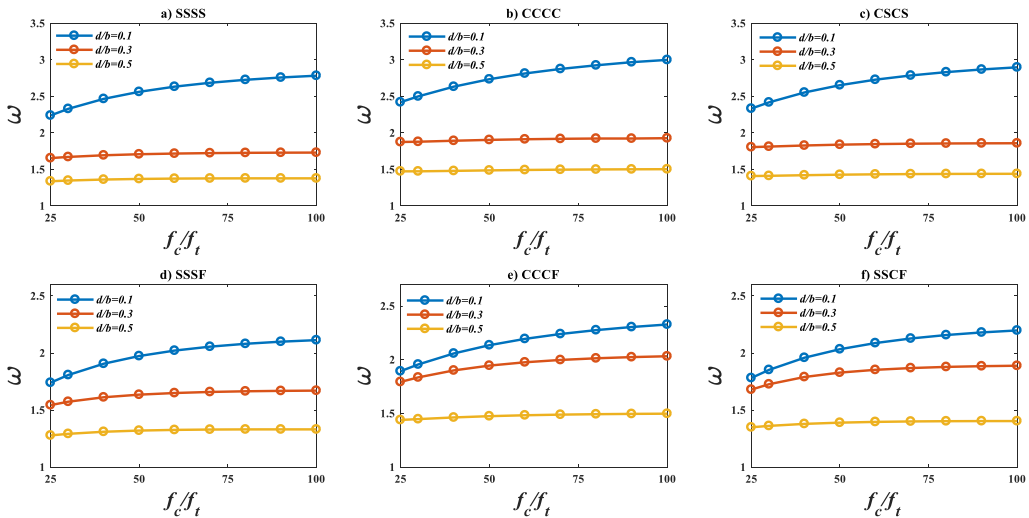 a) SSSS
3.5
3
2.5
2
1.5
1
ω
d/b=0.1
d/b=0.3
d/b=0.5
25
50
75
100
f_c/f_t
b) CCCC
3.5
3
2.5
2
1.5
1
ω
d/b=0.1
d/b=0.3
d/b=0.5
25
50
75
100
f_c/f_t
c) CSCS
3.5
3
2.5
2
1.5
1
ω
d/b=0.1
d/b=0.3
d/b=0.5
25
50
75
100
f_c/f_t
d) SSSF
2.5
2
1.5
1
ω
d/b=0.1
d/b=0.3
d/b=0.5
25
50
75
100
f_c/f_t
e) CCCF
2.5
2
1.5
1
ω
d/b=0.1
d/b=0.3
d/b=0.5
25
50
75
100
f_c/f_t
f) SSCF
2.5
2
1.5
1
ω
d/b=0.1
d/b=0.3
d/b=0.5
25
50
75
100
f_c/f_t